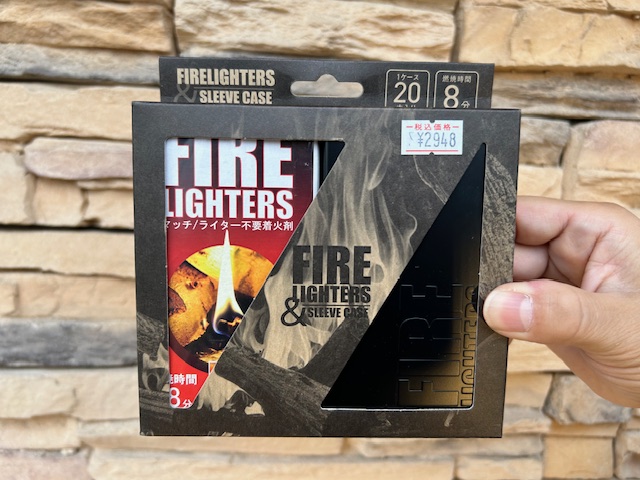 FIRELIGHTERS
& SLEEVE CASE
1ケース
20
燃焼時間
8分
税込価格
¥2948
FIRE
LIGHTERS
マッチ/ライター不要着火剤
焼時間
8分
FIRE
LIGHTERS
& SLEEVE CASE
FIRE
LIGHTERS